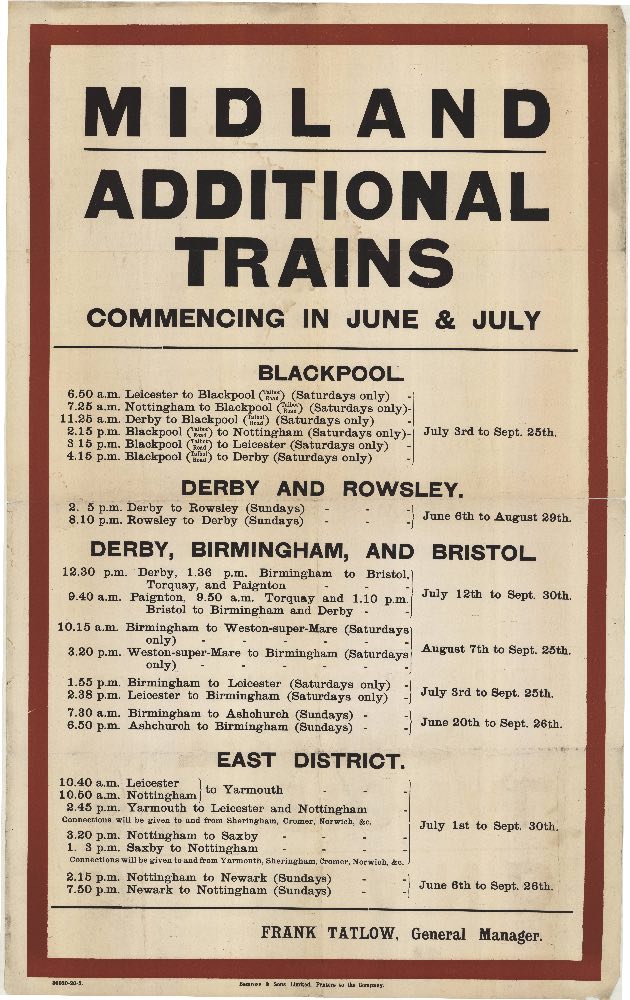 MIDLAND
ADDITIONAL
TRAINS
COMMENCING IN JUNE & JULY
BLACKPOOL
6.50 a.m. Leicester to Blackpool (Talbot Road) (Saturdays only) -
7.25 a.m. Nottingham to Blackpool (Talbot Road) (Saturdays only)-
11.25 a.m. Derby to Blackpool (Talbot Road) (Saturdays only) -
2.15 p.m. Blackpool (Talbot Road) to Nottingham (Saturdays only)- July 3rd to Sept. 25th.
3 15 p.m. Blackpool (Talbot Road) to Leicester (Saturdays only) -
4.15 p.m. Blackpool (Talbot Road) to Derby (Saturdays only) -
DERBY AND ROWSLEY.
2. 5 p.m. Derby to Rowsley (Sundays) - - -
8.10 p.m. Rowsley to Derby (Sundays) - - - June 6th to August 29th.
DERBY, BIRMINGHAM, AND BRISTOL
12.30 p.m. Derby, 1.36 p.m. Birmingham to Bristol,
Torquay, and Paignton - -
9.40 a.m. Paignton, 9.50 a.m. Torquay and 1.10 p.m. July 12th to Sept. 30th.
Bristol to Birmingham and Derby - -
10.15 a.m. Birmingham to Weston-super-Mare (Saturdays
only) - - - - - -
3.20 p.m. Weston-super-Mare to Birmingham (Saturdays August 7th to Sept. 25th.
only) - - - - - -
1.55 p.m. Birmingham to Leicester (Saturdays only) -
2.38 p.m. Leicester to Birmingham (Saturdays only) - July 3rd to Sept. 25th.
7.30 a.m. Birmingham to Ashchurch (Sundays) - -
6.50 p.m. Ashchurch to Birmingham (Sundays) - - June 20th to Sept. 26th.
EAST DISTRICT.
10.40 a.m. Leicester
10.50 a.m. Nottingham to Yarmouth - - -
2.45 p.m. Yarmouth to Leicester and Nottingham -
Connections will be given to and from Sheringham, Cromer, Norwich, &c.
July 1st to Sept. 30th.
3.20 p.m. Nottingham to Saxby - - - -
1. 3 p.m. Saxby to Nottingham - - - -
Connections will be given to and from Yarmouth, Sheringham, Cromer, Norwich, &c.
2.15 p.m. Nottingham to Newark (Sundays) - -
7.50 p.m. Newark to Nottingham (Sundays) - - June 6th to Sept. 26th.
FRANK TATLOW, General Manager.
Bemrose & Sons Limited, Printers to the Company.